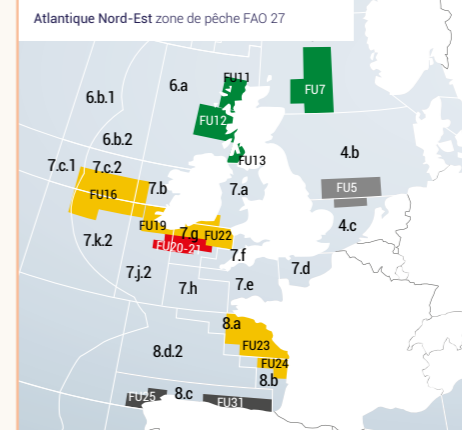 Atlantique Nord-Est zone de pêche FAO 27
6.a
FU11
FU7
6.b.1
FU12
6.b.2
4.b
7.c.1
7.c.2
FU13
FU16
7.b
7.a
FU5
FU19
7.g
FU22
4.c
7.k.2
FU20-21
7.f
7.j.2
7.d
7.h
7.e
8.a
8.d.2
FU23
FU24
8.b
FU25
8.c
FU31